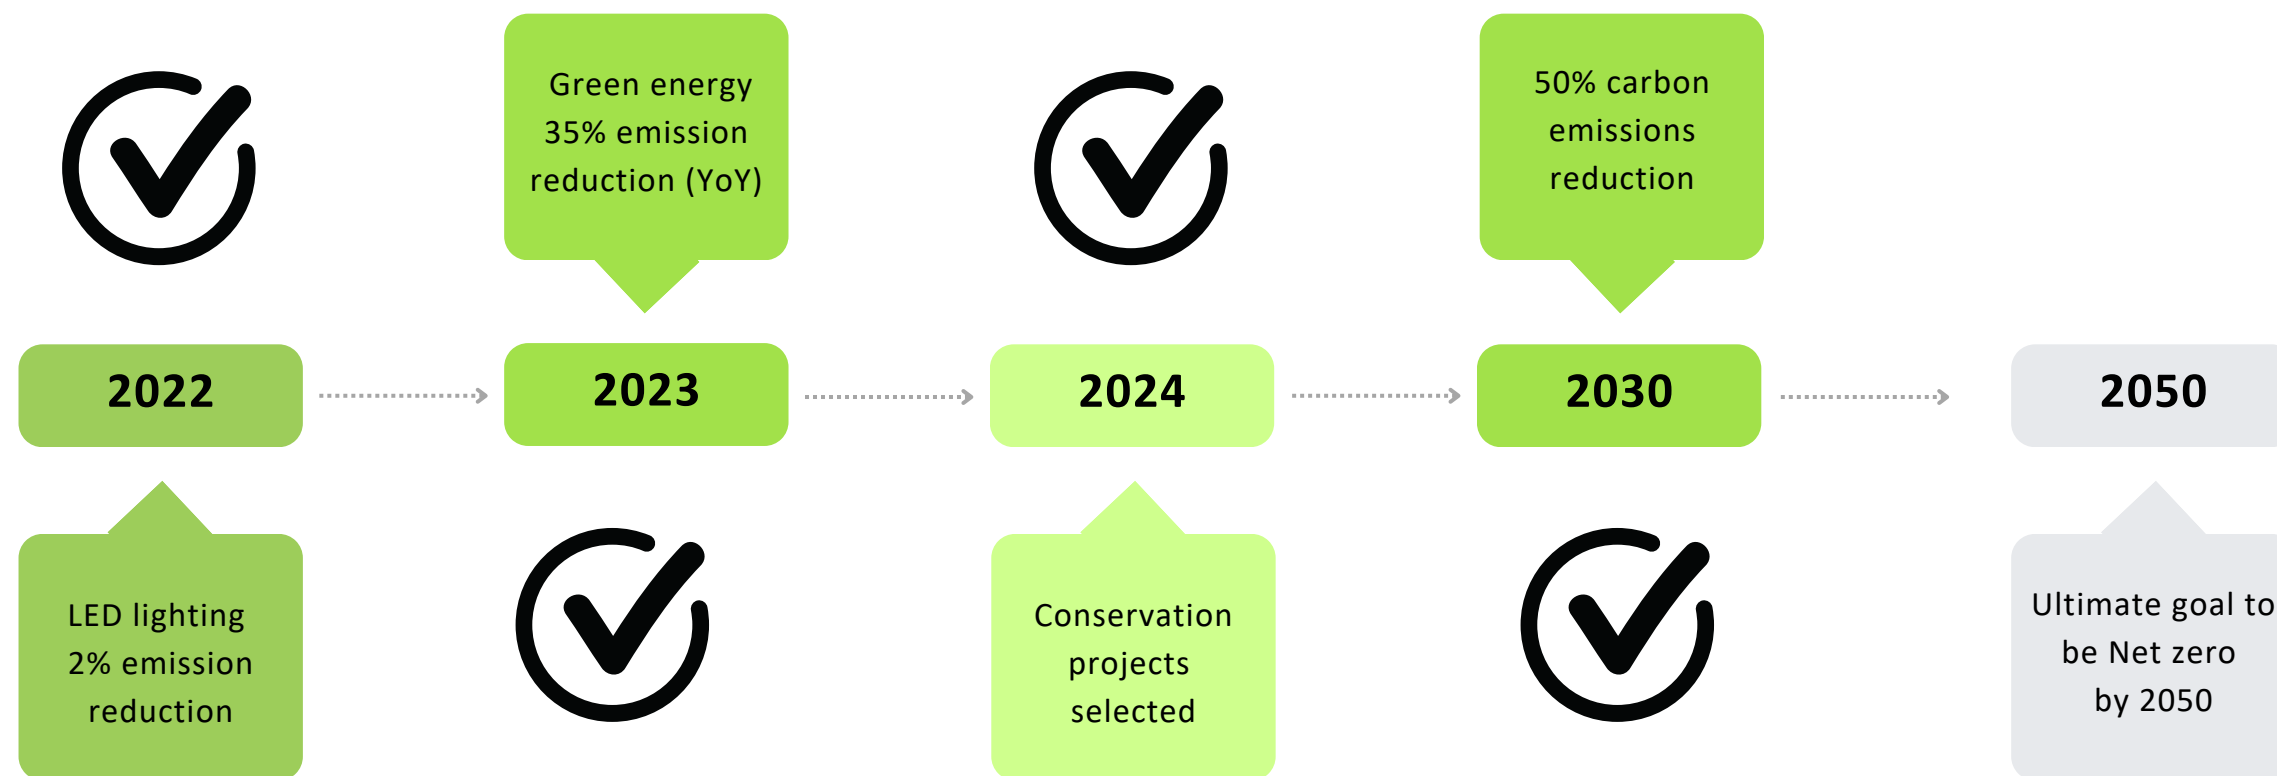 Green energy
35% emission
reduction (YoY)
50% carbon
emissions
reduction
2022
2023
2024
2030
2050
LED lighting
2% emission
reduction
Conservation
projects
selected
Ultimate goal to
be Net zero
by 2050